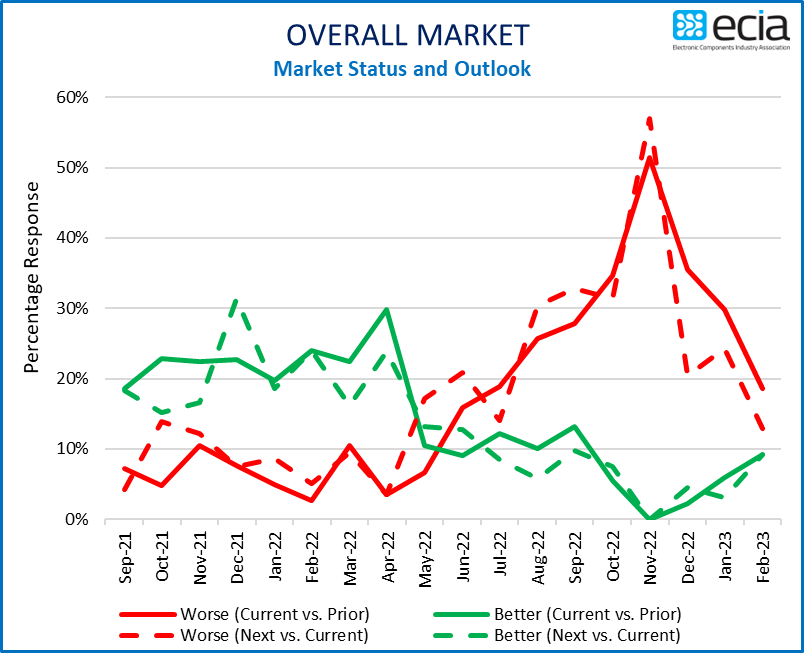 OVERALL MARKET
ecia
Electronic Components Industry Association
Market Status and Outlook
60%
50%
40%
30%
20%
10%
0%
Percentage Response
Sep-21
Oct-21
Nov-21
Dec-21
Jan-22
Feb-22
Mar-22
Apr-22
May-22
Jun-22
Jul-22
Aug-22
Sep-22
Oct-22
Nov-22
Dec-22
Jan-23
Feb-23
Worse (Current vs. Prior)
Better (Current vs. Prior)
Worse (Next vs. Current)
Better (Next vs. Current)